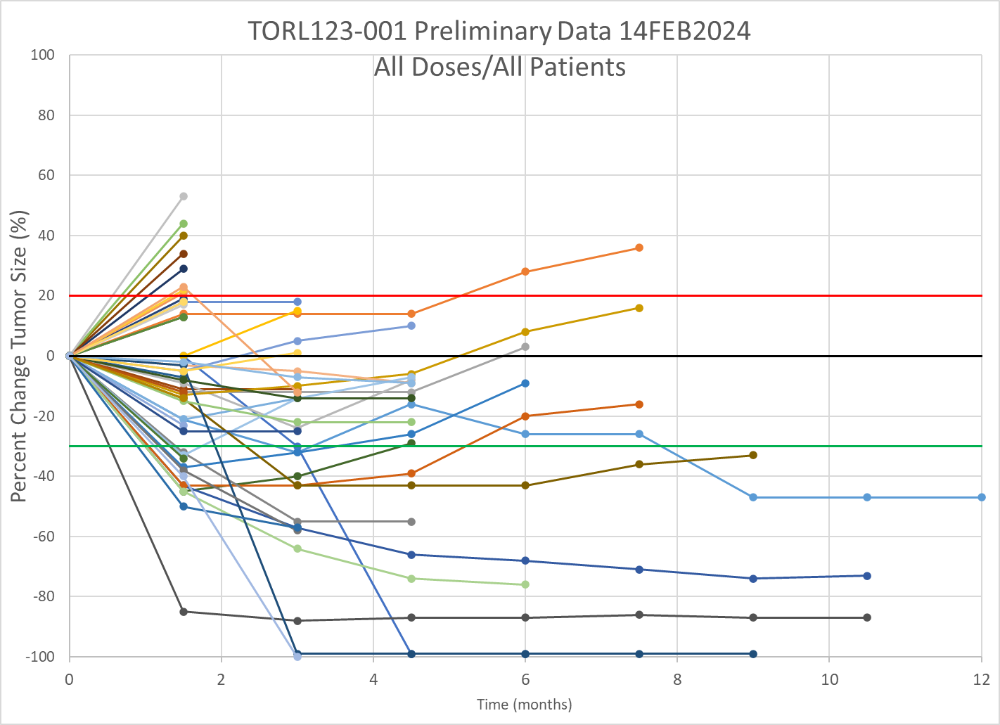 TORL123-001 Preliminary Data 14FEB2024
All Doses/All Patients
Percent Change Tumor Size (%)
100
80
60
40
20
0
-20
-40
-60
-80
-100
0 2 4 6 8 10 12
Time (months)